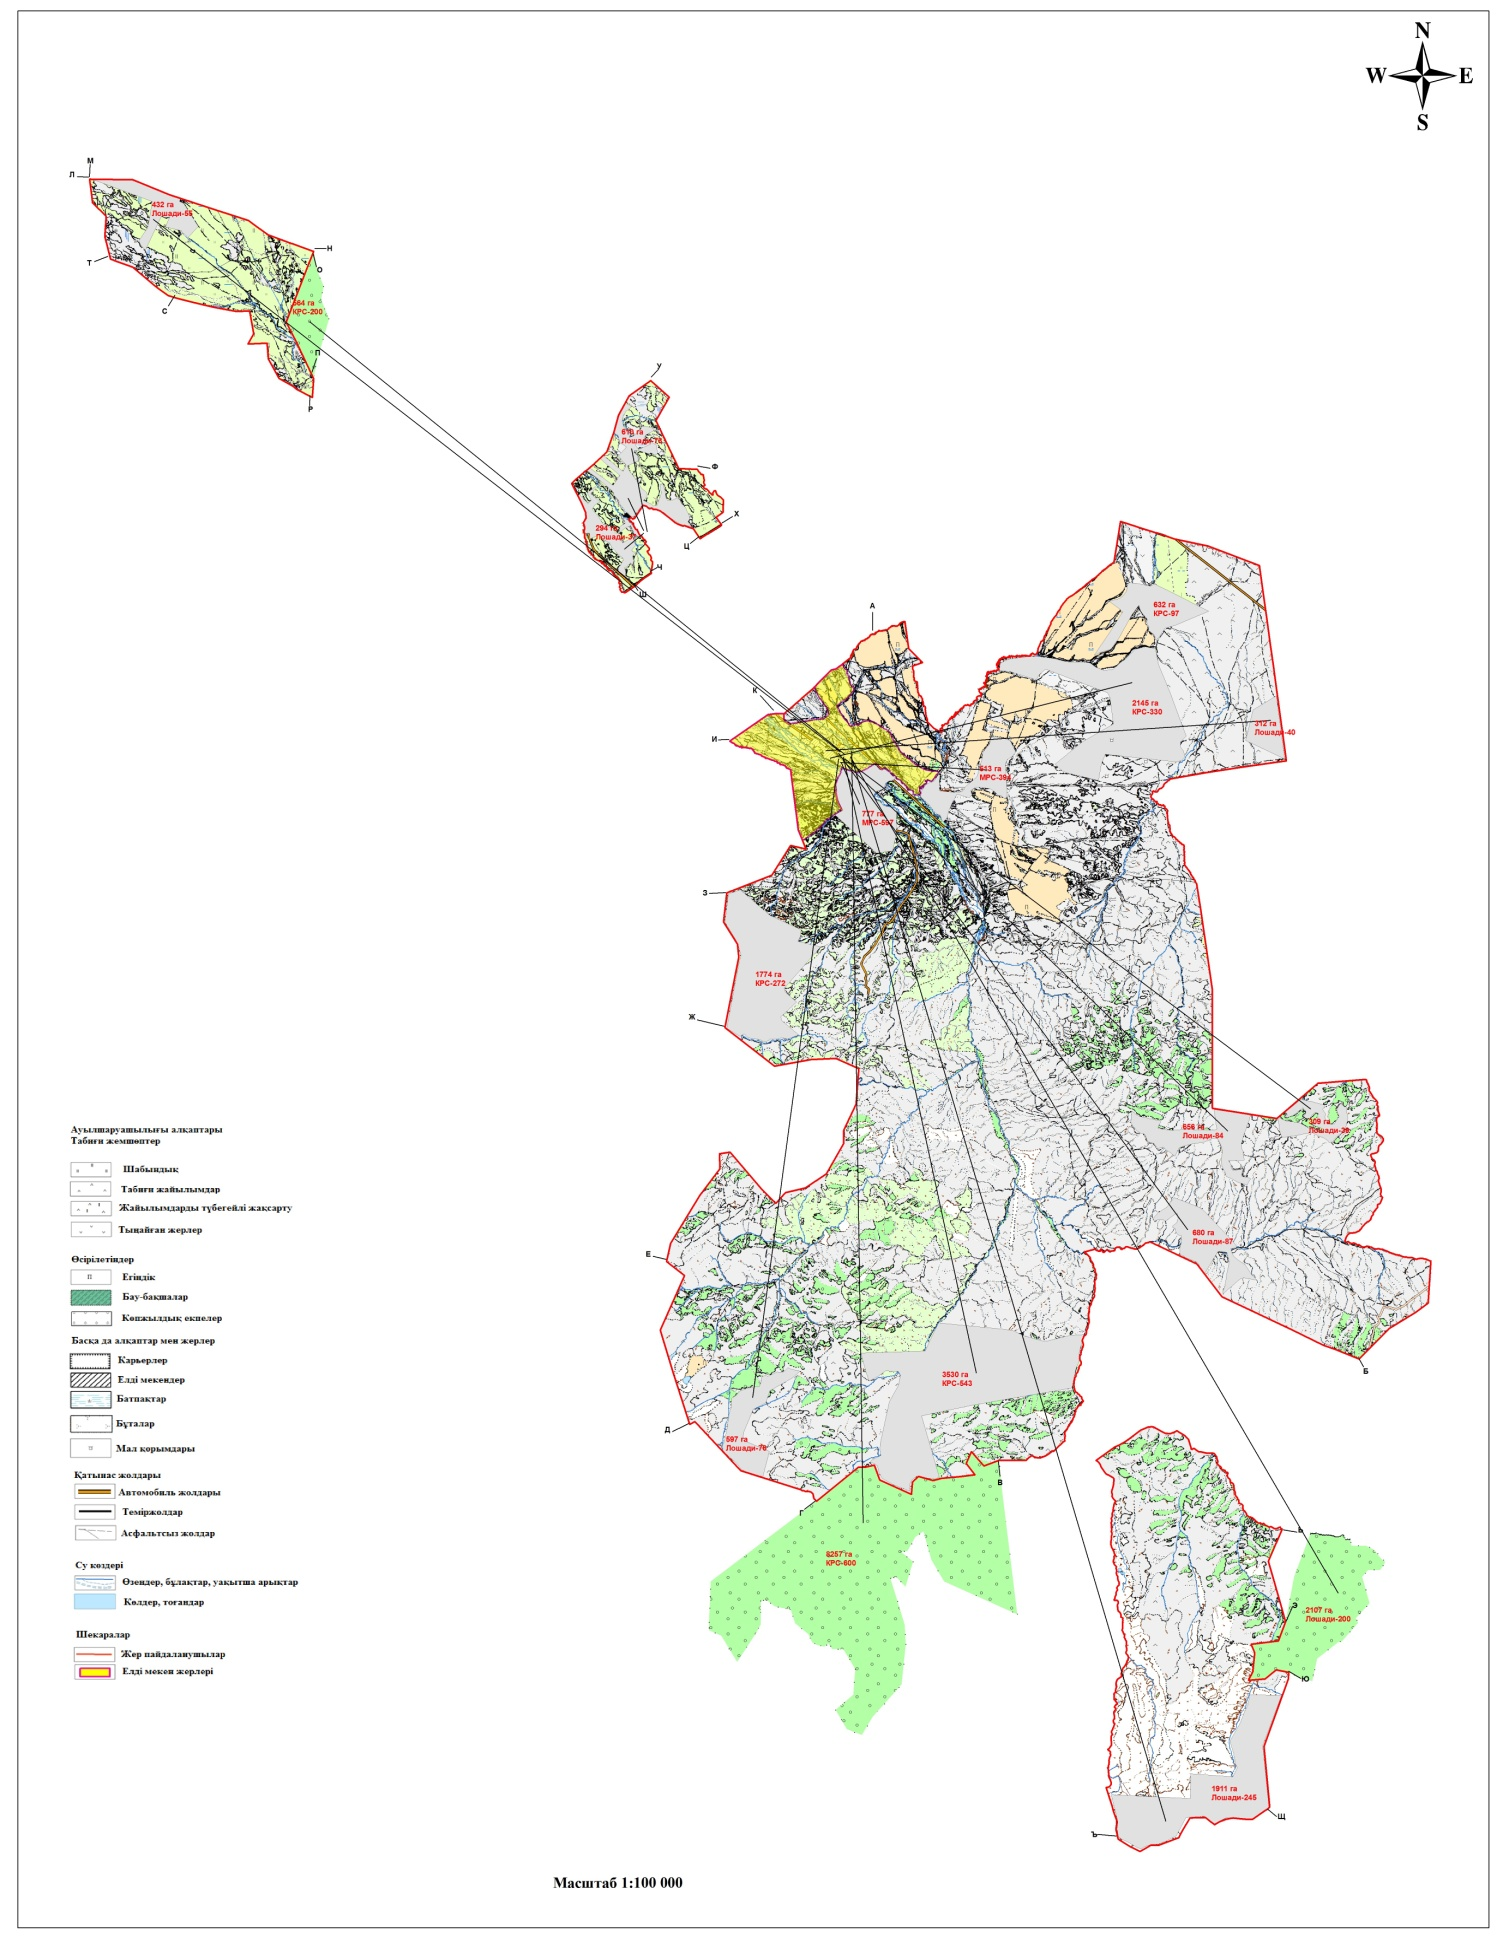 N
W E
S
М
Л
432 га
Лошади-55
Н
Т
О
С
КРС-200
П
Р
У
Лошади-78
Ф
294 га
Х
Ц
Ч
Ш
А
632 га
КРС-97
К
2145 га
КРС-330
312 га
Лошади-40
И
543 га
777 га
З
1774 га
КРС-272
Ж
656 га
Лошади-84
309 га
680 га
Лошади-87
Е
Б
3530 га
КРС-543
Д
597 га
В
Г
8257 га
КРС-600
Ь
Э
2107 га
Лошади-200
Ю
1911 га
Лошади-245
Щ
Ъ
Ауылшаруашылығы алқаптары
Табиғи жемшөптер
Шабындық
Табиғи жайылымдар
Жайылымдарды түбегейлі жақсарту
Тыңайған жерлер
Өсірілетіндер
Егіндік
Бау-бақшалар
Көпжылдық екпелер
Басқа да алқаптар мен жерлер
Карьерлер
Елді мекендер
Батпақтар
Бұталар
Мал қорымдары
Қатынас жолдары
Автомобиль жолдары
Теміржолдар
Асфальтсыз жолдар
Су көздері
Өзендер, бұлақтар, уақытша арықтар
Көлдер, тоғандар
Шекаралар
Жер пайдаланушылар
Елді мекен жерлері
Масштаб 1:100 000